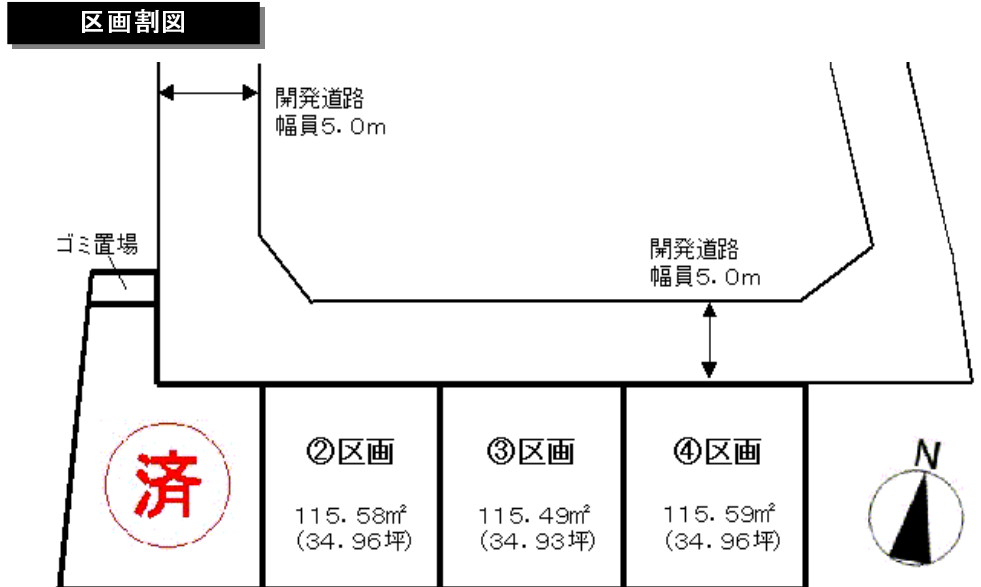 区画割図
開発道路
幅員5.0m
ゴミ置場
開発道路
幅員5.0m
済
②区画
115.58㎡
(34.96坪)
③区画
115.49㎡
(34.93坪)
④区画
115.59㎡
(34.96坪)
N